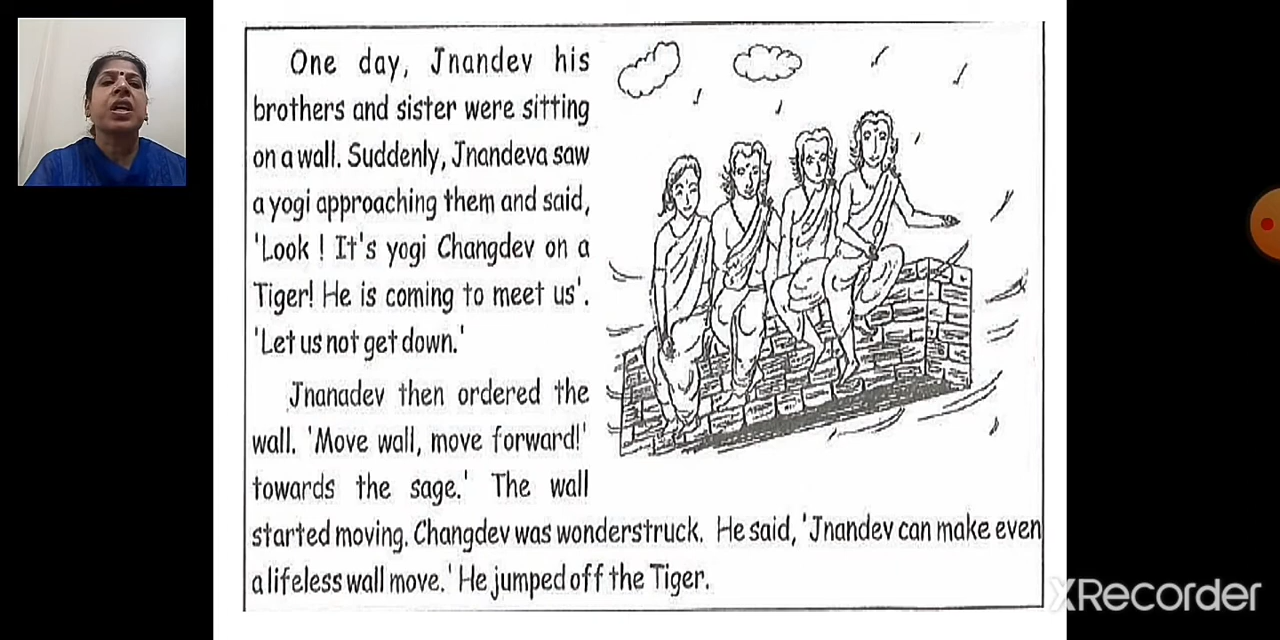 One day, Jnandev his
brothers and sister were sitting
on a wall. Suddenly, Jnandeva saw
a yogi approaching them and said,
'Look ! It's yogi Changdev on a
Tiger! He is coming to meet us'.
'Let us not get down.'
Jnanadev then ordered the
wall. 'Move wall, move forward!'
towards the sage.' The wall
started moving. Changdev was wonderstruck. He said, 'Jnandev can make even
a lifeless wall move.' He jumped off the Tiger.
XRecorder